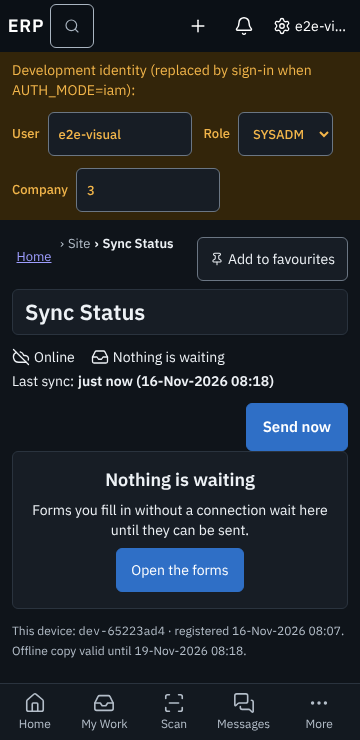 ERP
e2e-vi...
Development identity (replaced by sign-in when
AUTH_MODE=iam):
User e2e-visual Role SYSADM
Company 3
Home › Site › Sync Status
Add to favourites
Sync Status
Online Nothing is waiting
Last sync: just now (16-Nov-2026 08:18)
Send now
Nothing is waiting
Forms you fill in without a connection wait here
until they can be sent.
Open the forms
This device: dev-65223ad4 · registered 16-Nov-2026 08:07.
Offline copy valid until 19-Nov-2026 08:18.
Home My Work Scan Messages More